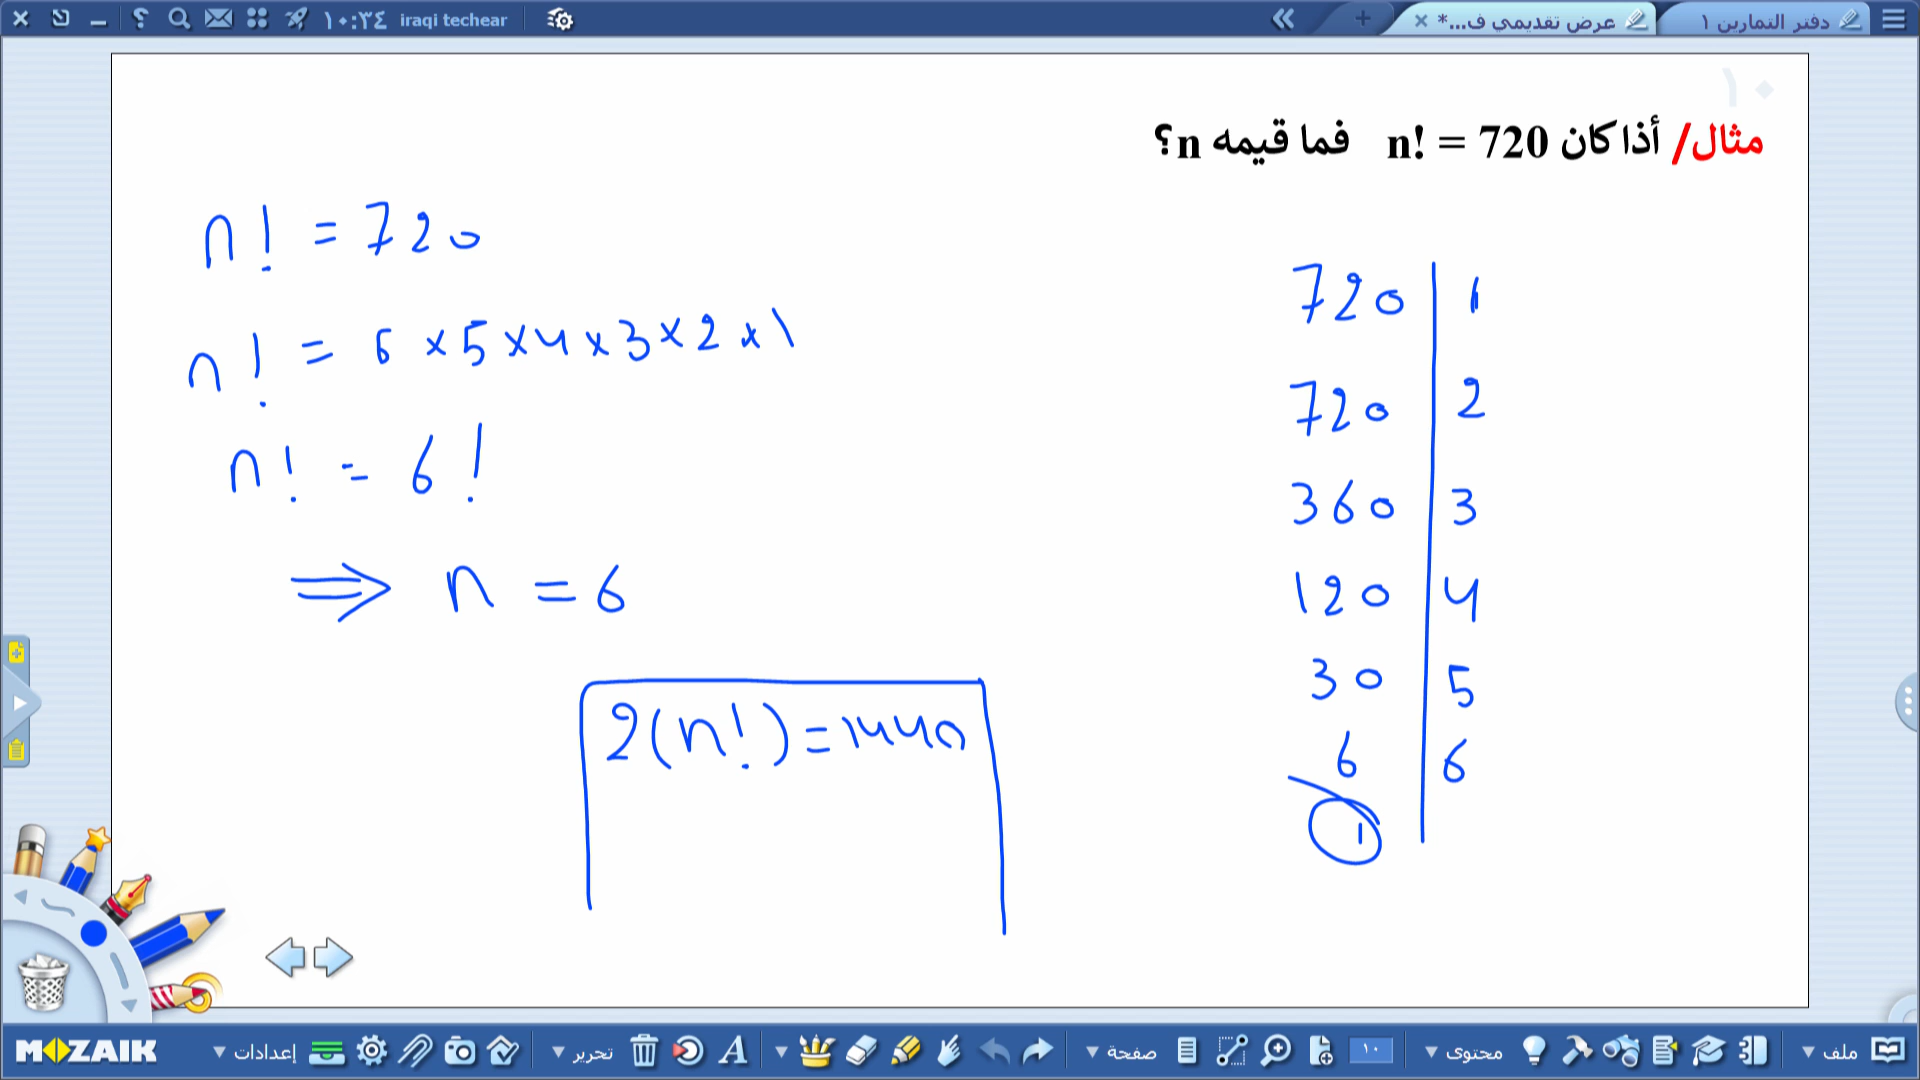 ١٠:٣٤ iraqi techear
عرض تقديمي ف...*
دفتر التمارين ١
١٠
مثال/ أذا كان n! = 720 فما قيمه n؟
n! = 720
n! = 6 × 5 × 4 × 3 × 2 × 1
n! = 6!
⇒ n = 6
2(n!) = 1440
720 | 1
720 | 2
360 | 3
120 | 4
30 | 5
6 | 6
1
MOZAIK
إعدادات
تحرير
صفحة
١٠
محتوى
ملف